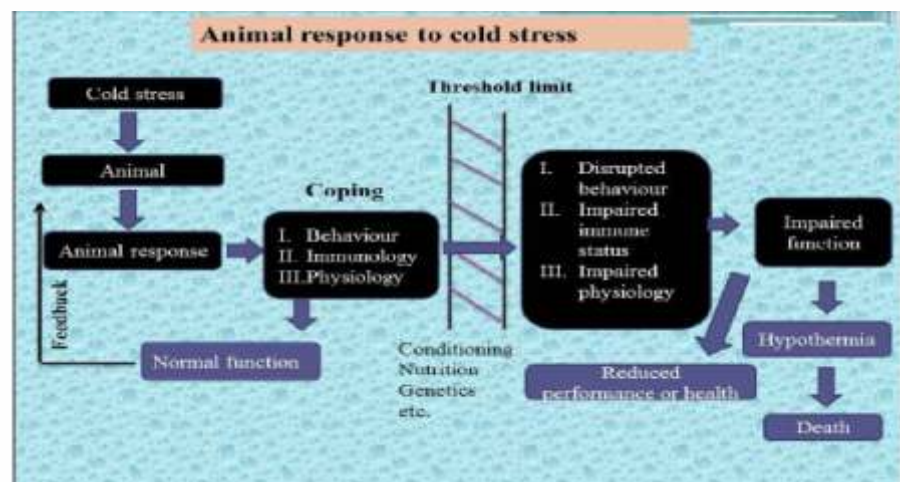 Animal response to cold stress
Cold stress
Animal
Animal response
Feedback
Coping
I. Behaviour
II. Immunology
III.Physiology
Normal function
Threshold limit
Conditioning
Nutrition
Genetics
etc.
I. Disrupted
behaviour
II. Impaired
immune
status
III. Impaired
physiology
Impaired
function
Reduced
performance or health
Hypothermia
Death